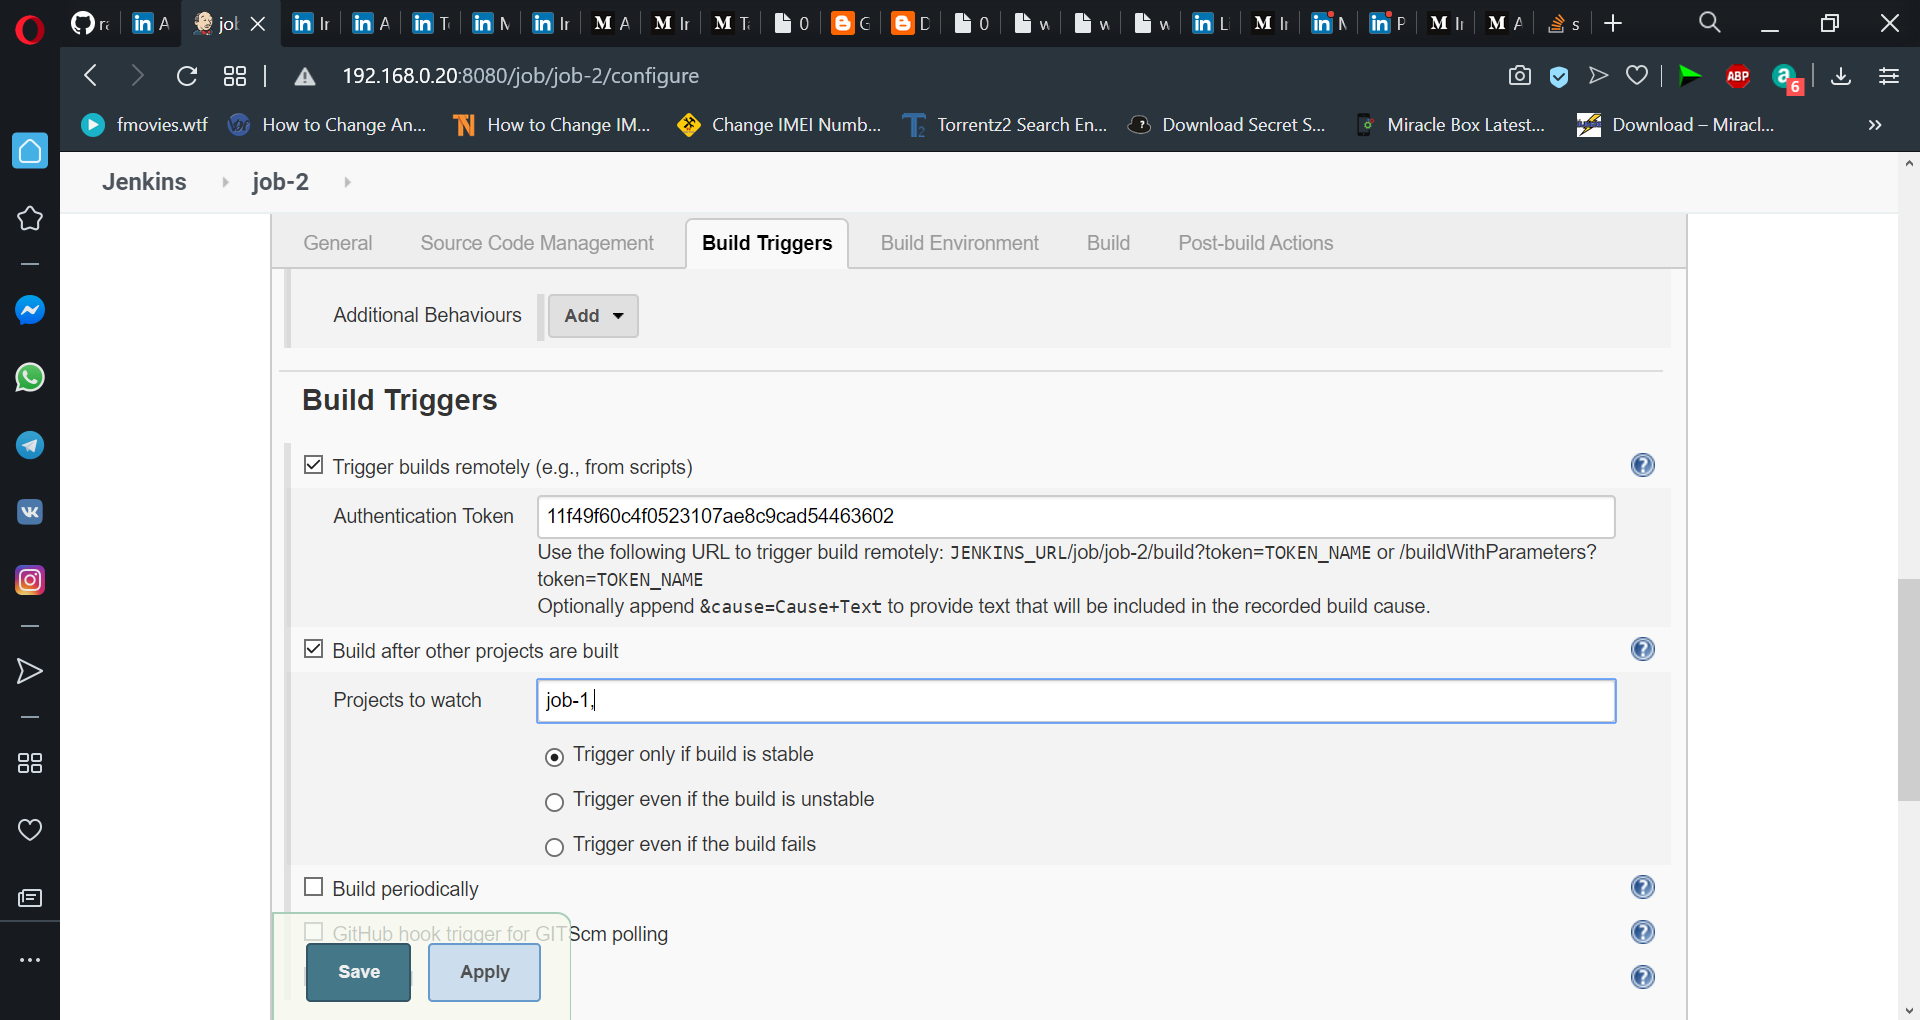 192.168.0.20:8080/job/job-2/configure
ABP
6
fmovies.wtf
How to Change An...
How to Change IM...
Change IMEI Numb...
Torrentz2 Search En...
Download Secret S...
Miracle Box Latest...
Download – Miracl...
Jenkins
job-2
General
Source Code Management
Build Triggers
Build Environment
Build
Post-build Actions
Additional Behaviours
Add
Build Triggers
Trigger builds remotely (e.g., from scripts)
Authentication Token
11f49f60c4f0523107ae8c9cad54463602
Use the following URL to trigger build remotely: JENKINS_URL/job/job-2/build?token=TOKEN_NAME or /buildWithParameters?
token=TOKEN_NAME
Optionally append &cause=Cause+Text to provide text that will be included in the recorded build cause.
Build after other projects are built
Projects to watch
job-1,
Trigger only if build is stable
Trigger even if the build is unstable
Trigger even if the build fails
Build periodically
GitHub hook trigger for GITScm polling
Save
Apply